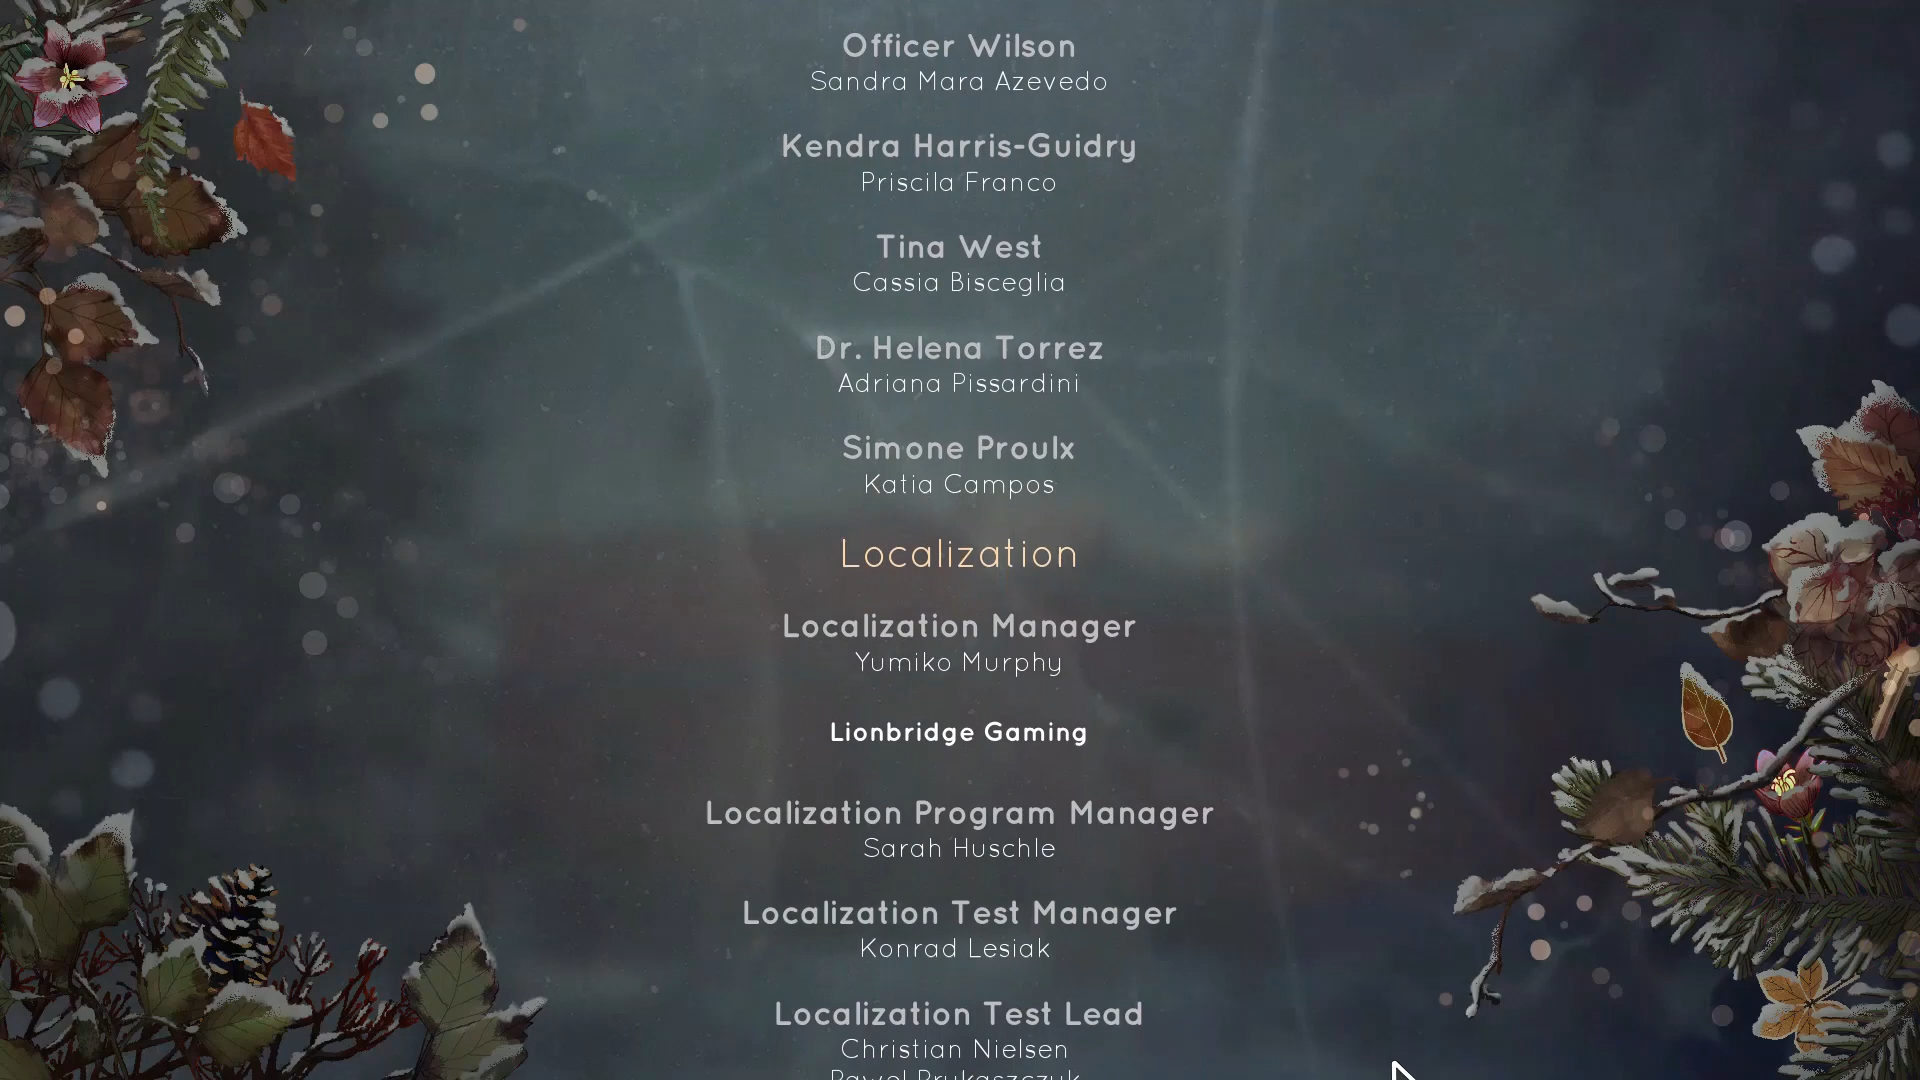 Officer Wilson
Sandra Mara Azevedo
Kendra Harris-Guidry
Priscila Franco
Tina West
Cassia Bisceglia
Dr. Helena Torrez
Adriana Pissardini
Simone Proulx
Katia Campos
Localization
Localization Manager
Yumiko Murphy
Lionbridge Gaming
Localization Program Manager
Sarah Huschle
Localization Test Manager
Konrad Lesiak
Localization Test Lead
Christian Nielsen